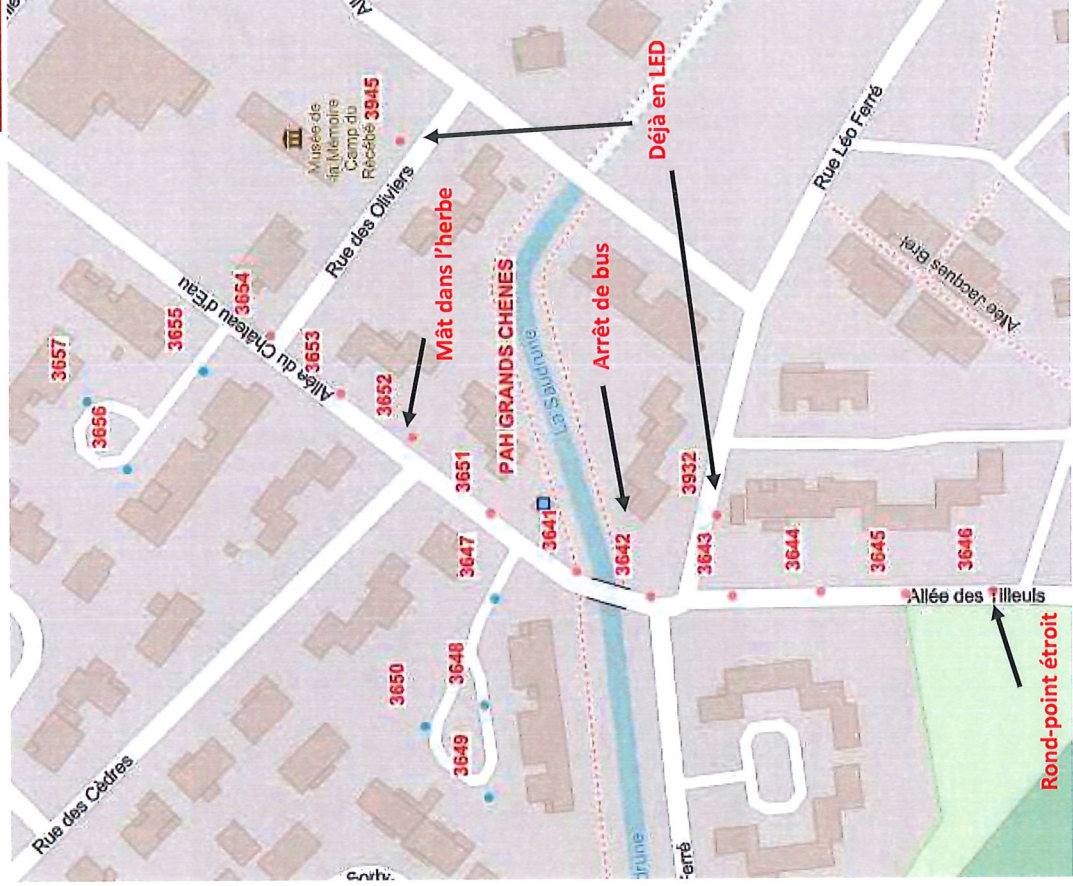 Musée de
la Mémoire
Camp du
Récébé
3945
Déjà en LED
Rue des Oliviers
Rue Léo Ferré
Allée du Château d'Eau
3654
3655
3657
3656
3653
3652
Mât dans l'herbe
PAH GRANDS CHENES
La Saudrune
Arrêt de bus
Allée Jacques Brel
3651
3641
3647
3642
3932
3643
3644
3645
3646
Allée des Tilleuls
3650
3648
3649
Rue des Cèdres
Rond-point étroit
drune
erré